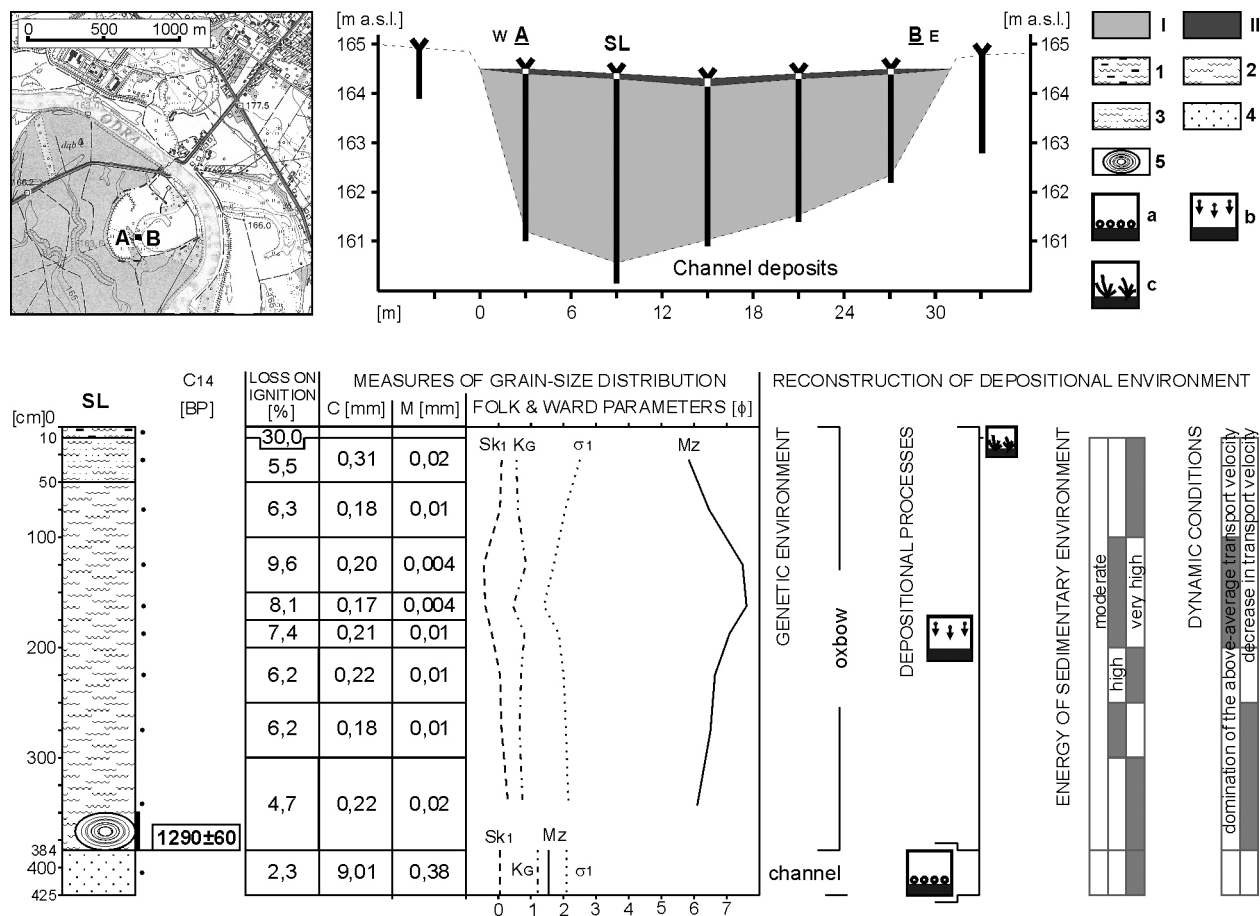 0 500 1000 m
177.5
ODRA
dąb
166.2
166.0
A B
[m a.s.l.] [m a.s.l.]
W A SL B E
165 165
164 164
163 163
162 162
161 161
Channel deposits
[m] 0 6 12 18 24 30
I II
1 2
3 4
5
a b
c
SL
C14
[BP]
LOSS ON
IGNITION
[%]
MEASURES OF GRAIN-SIZE DISTRIBUTION
C [mm] M [mm] FOLK & WARD PARAMETERS [ϕ]
RECONSTRUCTION OF DEPOSITIONAL ENVIRONMENT
[cm] 0
10
50
100
200
300
384
400
425
1290±60
30,0
5,5 0,31 0,02
6,3 0,18 0,01
9,6 0,20 0,004
8,1 0,17 0,004
7,4 0,21 0,01
6,2 0,22 0,01
6,2 0,18 0,01
4,7 0,22 0,02
2,3 9,01 0,38
Sk1 KG σ1 Mz
Sk1 Mz
KG σ1
0 1 2 3 4 5 6 7
GENETIC ENVIRONMENT
oxbow
channel
DEPOSITIONAL PROCESSES
ENERGY OF SEDIMENTARY ENVIRONMENT
moderate
high
very high
DYNAMIC CONDITIONS
domination of the above-average transport velocity
decrease in transport velocity